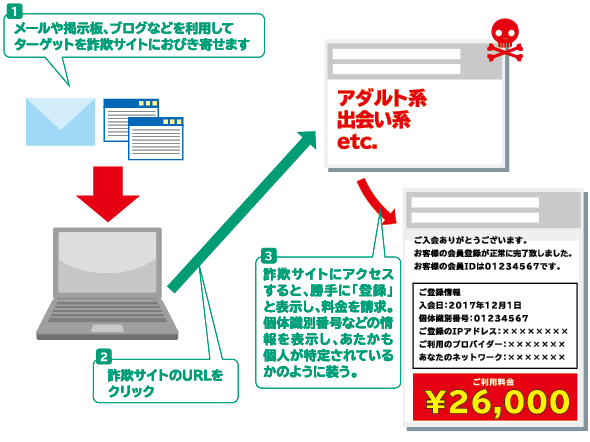 1
メールや掲示板、ブログなどを利用して
ターゲットを詐欺サイトにおびき寄せます
アダルト系
出会い系
etc.
2
詐欺サイトのURLを
クリック
3
詐欺サイトにアクセス
すると、勝手に「登録」
と表示し、料金を請求。
個体識別番号などの情
報を表示し、あたかも
個人が特定されている
かのように装う。
ご入会ありがとうございます。
お客様の会員登録が正常に完了致しました。
お客様の会員IDは01234567です。
ご登録情報
入会日:2017年12月1日
個体識別番号:01234567
ご登録のIPアドレス:××××××××
ご利用のプロバイダー:×××××××
あなたのネットワーク:×××××××
ご利用料金
¥26,000